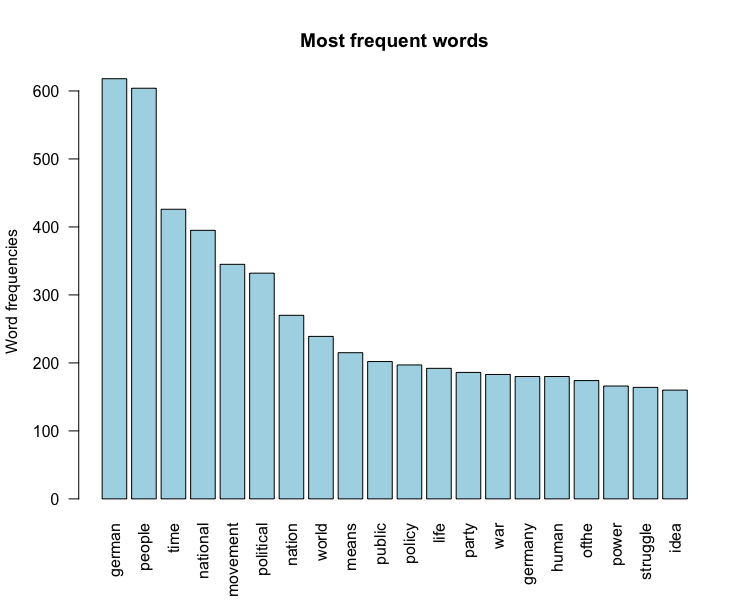 Most frequent words
Word frequencies
600
500
400
300
200
100
0
german
people
time
national
movement
political
nation
world
means
public
policy
life
party
war
germany
human
ofthe
power
struggle
idea